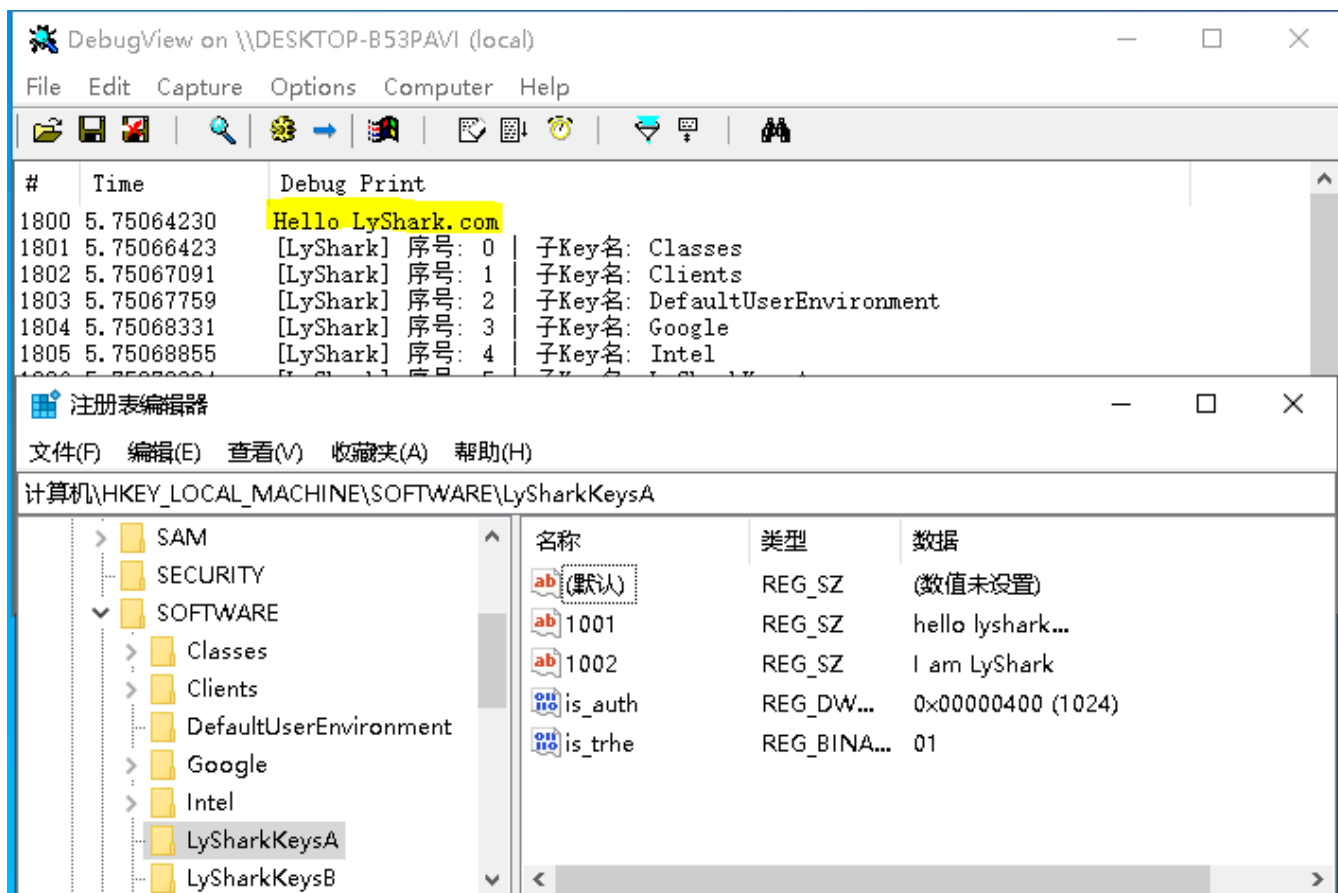 DebugView on \\DESKTOP-B53PAVI (local)
File Edit Capture Options Computer Help
# Time Debug Print
1800 5.75064230 Hello LyShark.com
1801 5.75066423 [LyShark] 序号: 0 | 子Key名: Classes
1802 5.75067091 [LyShark] 序号: 1 | 子Key名: Clients
1803 5.75067759 [LyShark] 序号: 2 | 子Key名: DefaultUserEnvironment
1804 5.75068331 [LyShark] 序号: 3 | 子Key名: Google
1805 5.75068855 [LyShark] 序号: 4 | 子Key名: Intel
注册表编辑器
文件(F) 编辑(E) 查看(V) 收藏夹(A) 帮助(H)
计算机\HKEY_LOCAL_MACHINE\SOFTWARE\LySharkKeysA
SAM
SECURITY
SOFTWARE
Classes
Clients
DefaultUserEnvironment
Google
Intel
LySharkKeysA
LySharkKeysB
名称 类型 数据
(默认) REG_SZ (数值未设置)
1001 REG_SZ hello lyshark...
1002 REG_SZ I am LyShark
is_auth REG_DW... 0x00000400 (1024)
is_trhe REG_BINA... 01